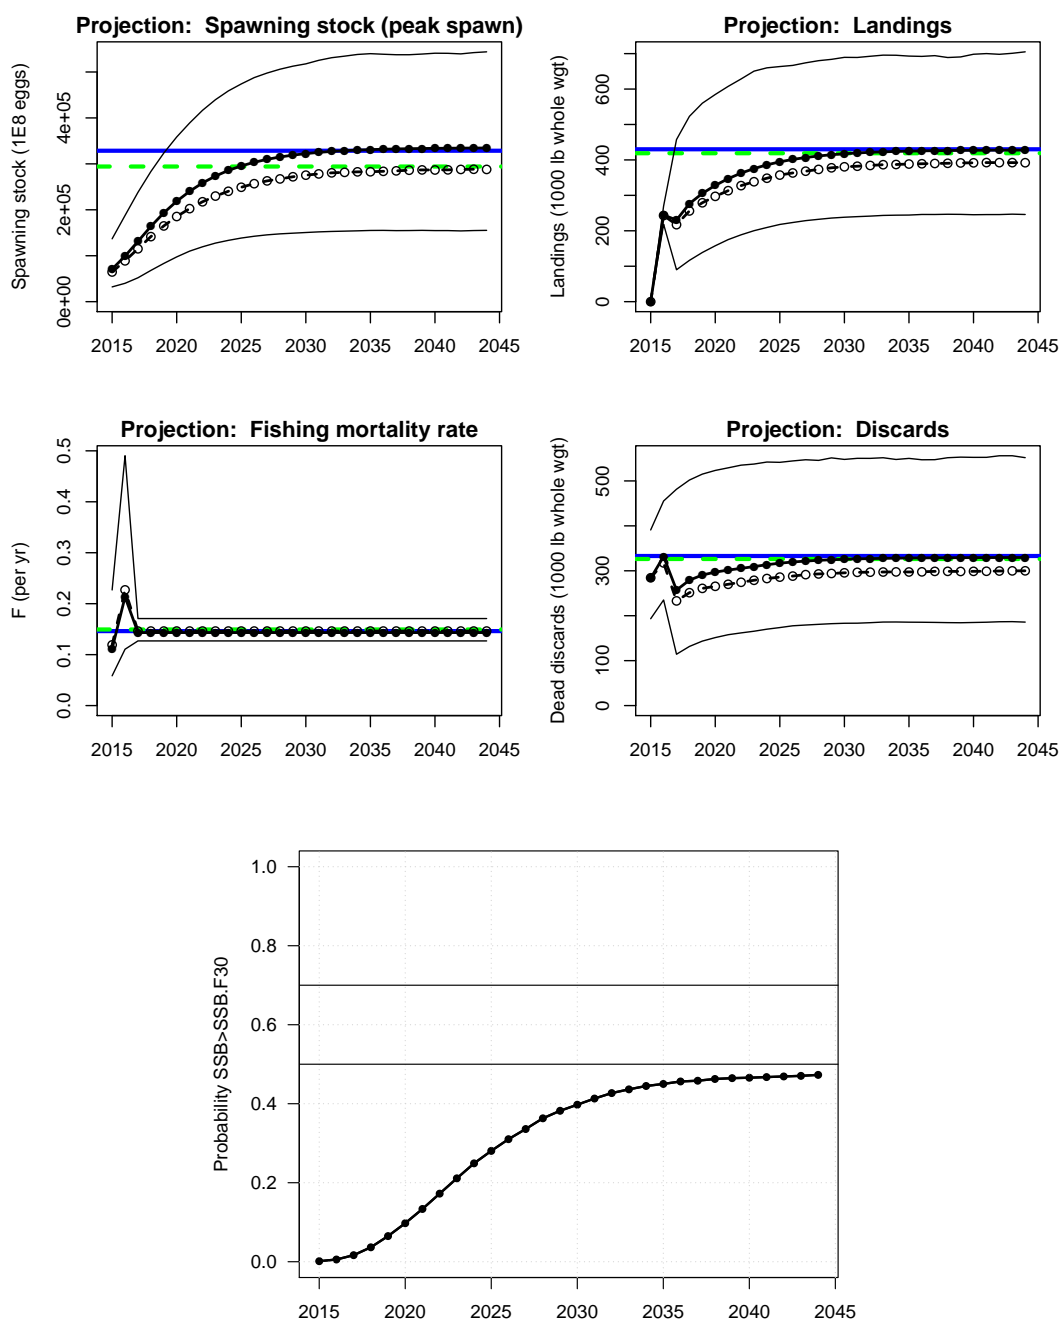 Projection: Spawning stock (peak spawn)
Spawning stock (1E8 eggs)
0e+00
2e+05
4e+05
2015 2020 2025 2030 2035 2040 2045
Projection: Landings
Landings (1000 lb whole wgt)
0
200
400
600
2015 2020 2025 2030 2035 2040 2045
Projection: Fishing mortality rate
F (per yr)
0.0
0.1
0.2
0.3
0.4
0.5
2015 2020 2025 2030 2035 2040 2045
Projection: Discards
Dead discards (1000 lb whole wgt)
0
100
300
500
2015 2020 2025 2030 2035 2040 2045
Probability SSB>SSB.F30
1.0
0.8
0.6
0.4
0.2
0.0
2015 2020 2025 2030 2035 2040 2045